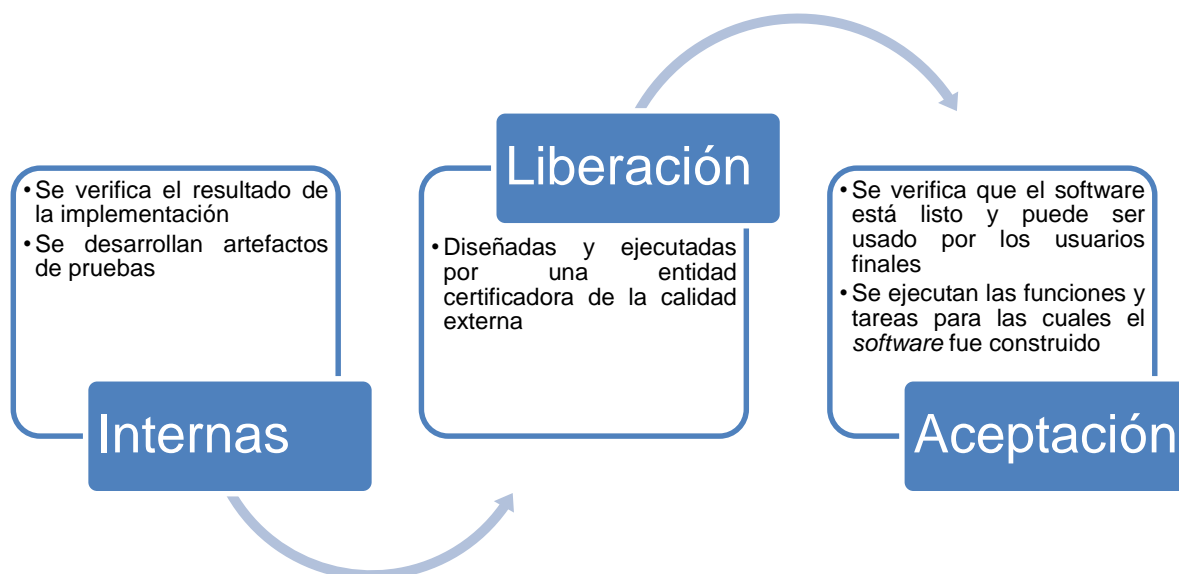 • Se verifica el resultado de
la implementación
• Se desarrollan artefactos
de pruebas
Internas
Liberación
• Diseñadas y ejecutadas
por una entidad
certificadora de la calidad
externa
• Se verifica que el software
está listo y puede ser
usado por los usuarios
finales
• Se ejecutan las funciones y
tareas para las cuales el
software fue construido
Aceptación